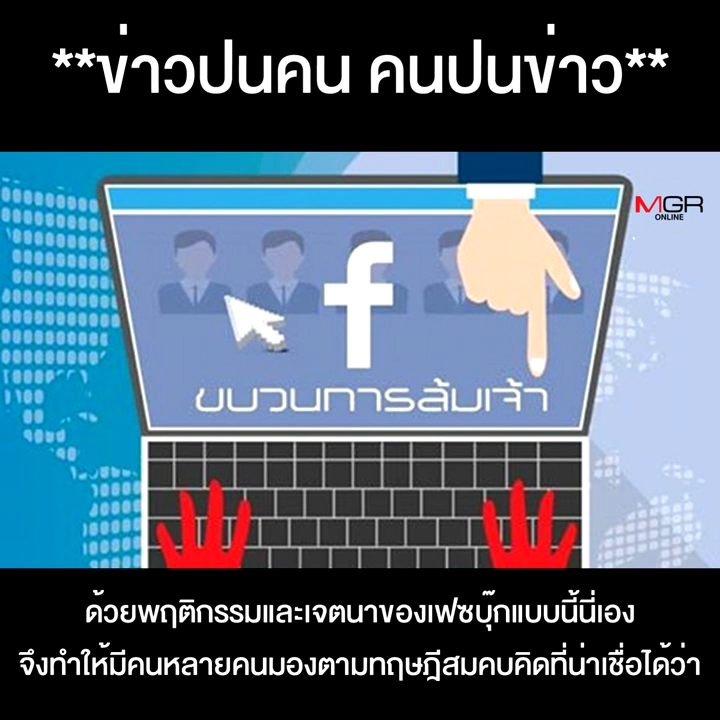 **ข่าวปนคน คนปนข่าว**
MGR
ONLINE
f
ขบวนการล้มเจ้า
ด้วยพฤติกรรมและเจตนาของเฟซบุ๊กแบบนี้นี่เอง
จึงทำให้มีคนหลายคนมองตามทฤษฎีสมคบคิดที่น่าเชื่อได้ว่า